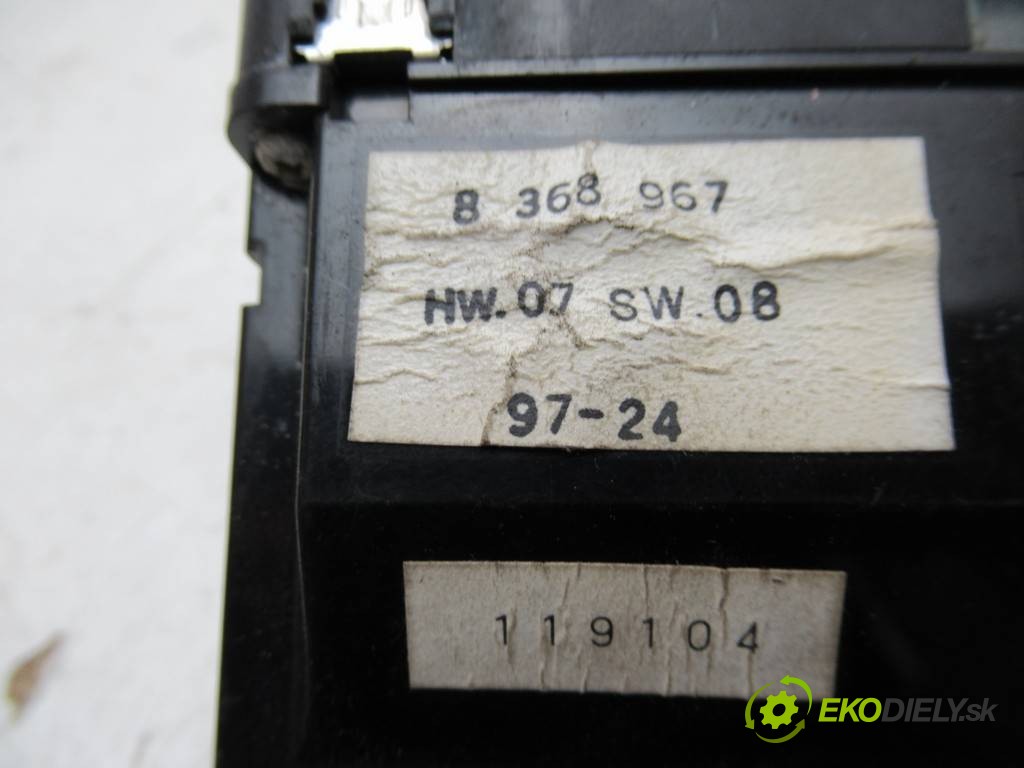 8 368 967
HW.07 SW.08
97-24
119104
EKODIELY.sk